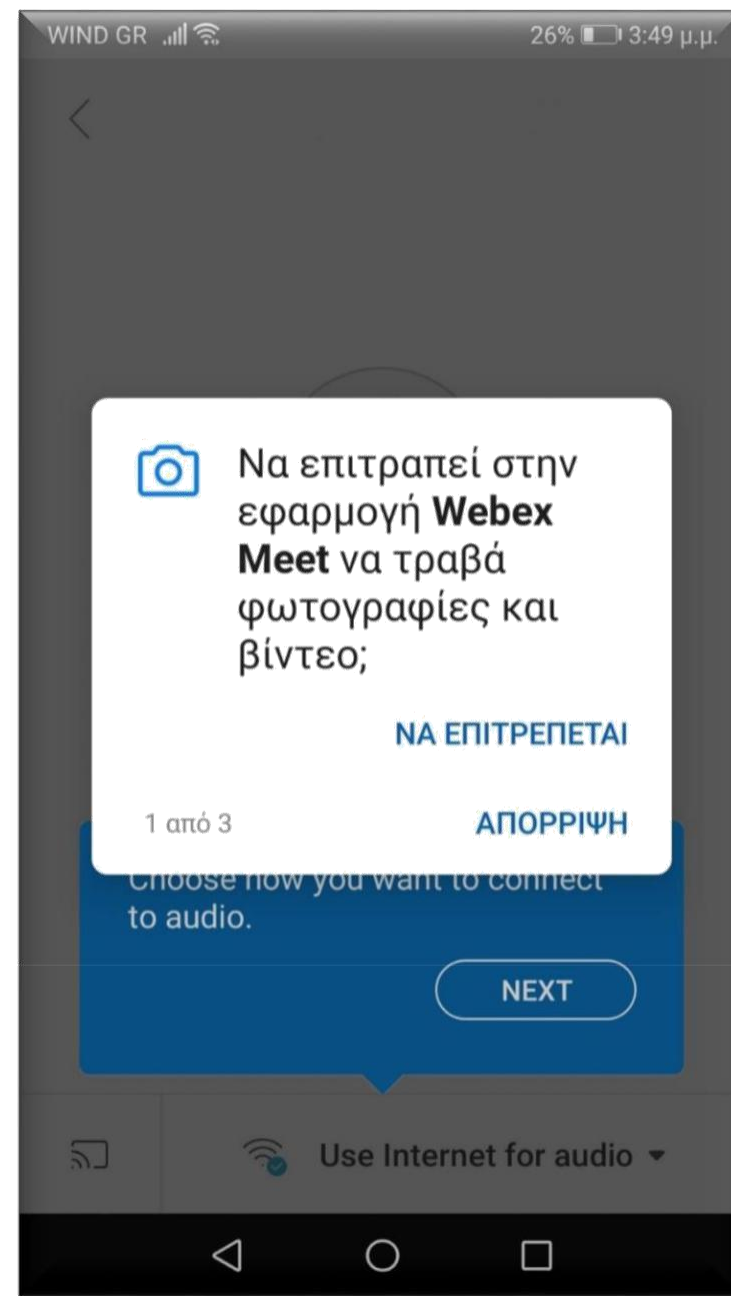 WIND GR 26% 3:49 μ.μ.
Να επιτραπεί στην
εφαρμογή Webex
Meet να τραβά
φωτογραφίες και
βίντεο;
ΝΑ ΕΠΙΤΡΕΠΕΤΑΙ
1 από 3 ΑΠΟΡΡΙΨΗ
Choose how you want to connect
to audio.
NEXT
Use Internet for audio